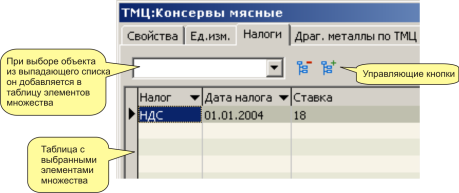 ТМЦ:Консервы мясные
Свойства Ед.изм. Налоги Драг. металлы по ТМЦ
При выборе объекта
из выпадающего списка
он добавляется в
таблицу элементов
множества
Управляющие кнопки
Налог Дата налога Ставка
НДС 01.01.2004 18
Таблица с
выбранными
элементами
множества